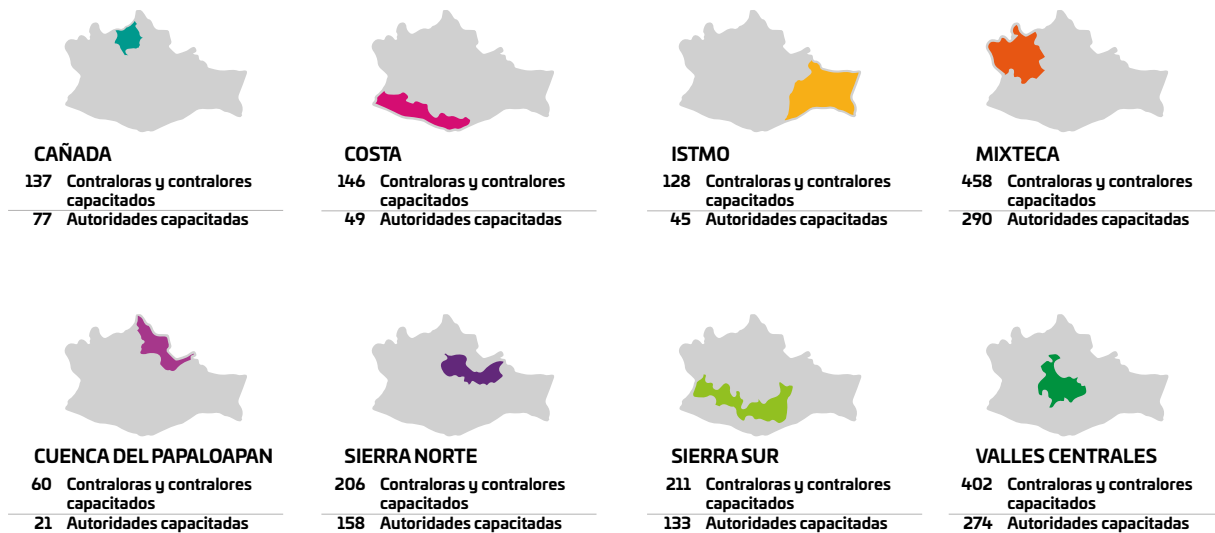 CAÑADA
137 Contraloras y contralores
capacitados
77 Autoridades capacitadas
COSTA
146 Contraloras y contralores
capacitados
49 Autoridades capacitadas
ISTMO
128 Contraloras y contralores
capacitados
45 Autoridades capacitadas
MIXTECA
458 Contraloras y contralores
capacitados
290 Autoridades capacitadas
CUENCA DEL PAPALOAPAN
60 Contraloras y contralores
capacitados
21 Autoridades capacitadas
SIERRA NORTE
206 Contraloras y contralores
capacitados
158 Autoridades capacitadas
SIERRA SUR
211 Contraloras y contralores
capacitados
133 Autoridades capacitadas
VALLES CENTRALES
402 Contraloras y contralores
capacitados
274 Autoridades capacitadas